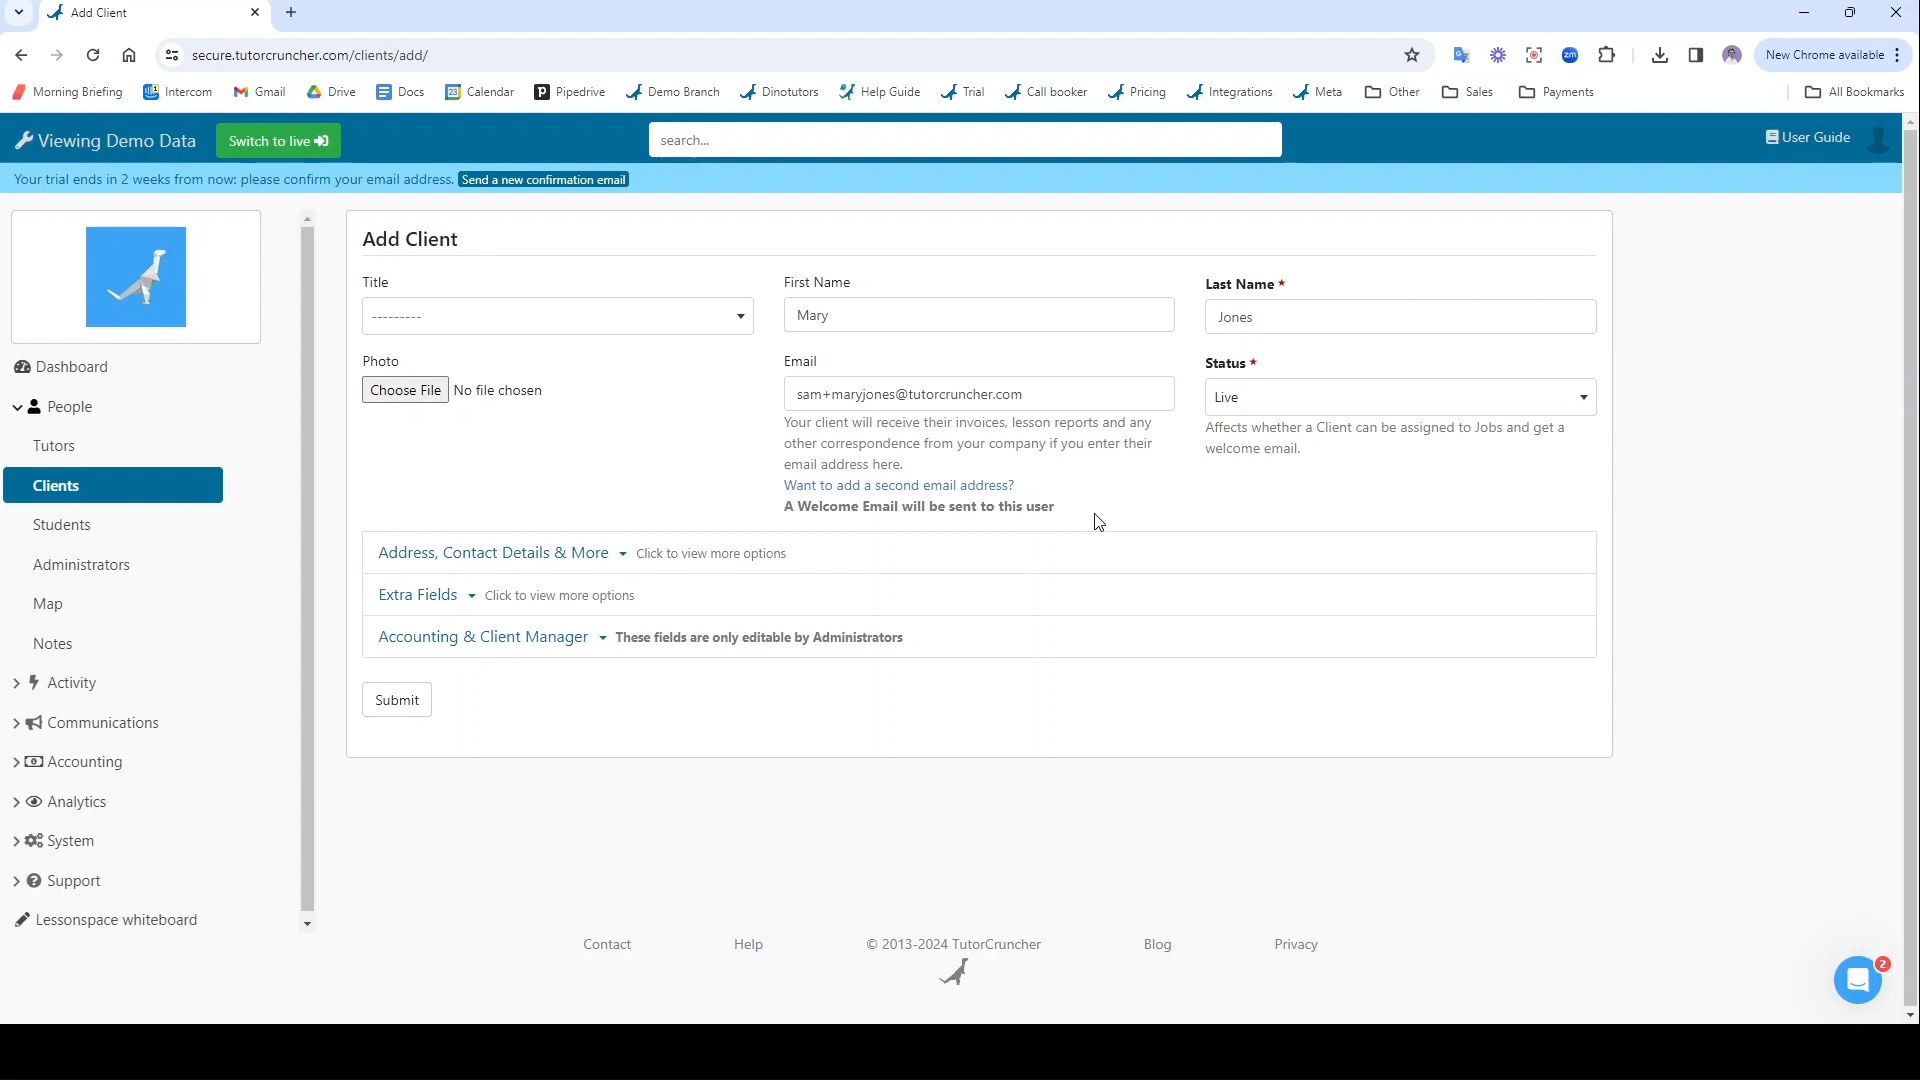 Add Client
secure.tutorcruncher.com/clients/add/
zm
New Chrome available
Morning Briefing
Intercom
Gmail
Drive
Docs
23
Calendar
Pipedrive
Demo Branch
Dinotutors
Help Guide
Trial
Call booker
Pricing
Integrations
Meta
Other
Sales
Payments
All Bookmarks
Viewing Demo Data
Switch to live
search...
User Guide
Your trial ends in 2 weeks from now: please confirm your email address. Send a new confirmation email
Dashboard
People
Tutors
Clients
Students
Administrators
Map
Notes
Activity
Communications
Accounting
Analytics
System
Support
Lessonspace whiteboard
Add Client
Title
---------
First Name
Mary
Last Name *
Jones
Photo
Choose File No file chosen
Email
sam+maryjones@tutorcruncher.com
Your client will receive their invoices, lesson reports and any
other correspondence from your company if you enter their
email address here.
Want to add a second email address?
A Welcome Email will be sent to this user
Status *
Live
Affects whether a Client can be assigned to Jobs and get a
welcome email.
Address, Contact Details & More Click to view more options
Extra Fields Click to view more options
Accounting & Client Manager These fields are only editable by Administrators
Submit
Contact
Help
© 2013-2024 TutorCruncher
Blog
Privacy
2